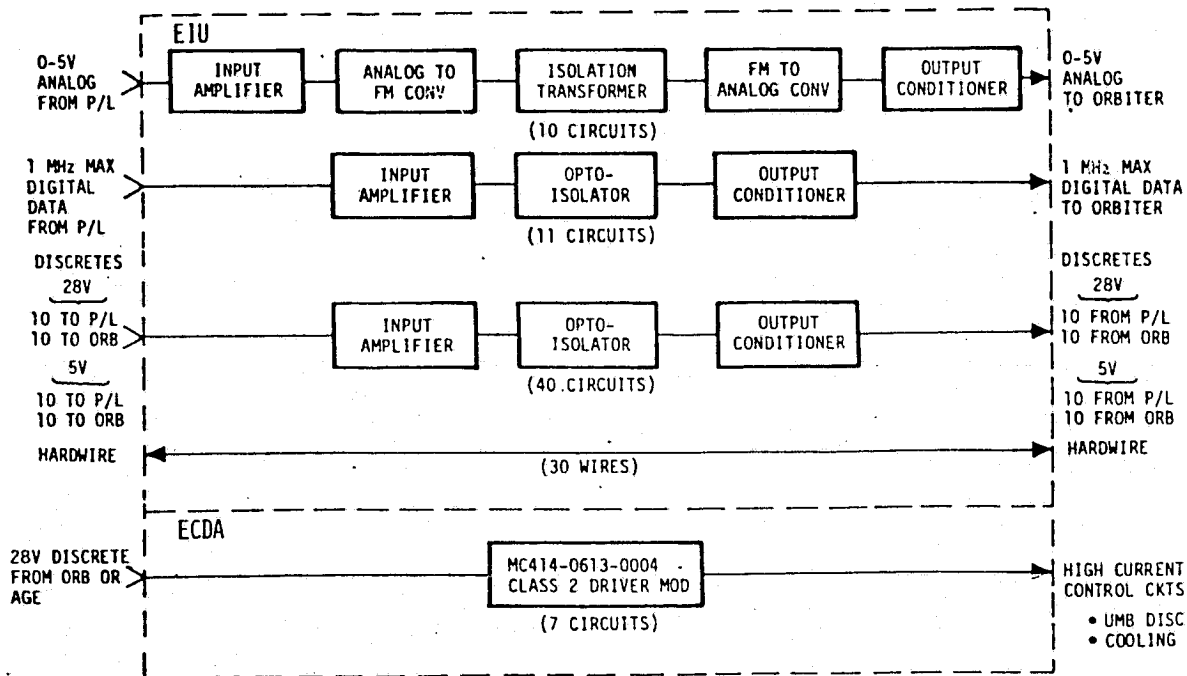 EIU
0-5V
ANALOG
FROM P/L
INPUT
AMPLIFIER
ANALOG TO
FM CONV
ISOLATION
TRANSFORMER
FM TO
ANALOG CONV
OUTPUT
CONDITIONER
0-5V
ANALOG
TO ORBITER
(10 CIRCUITS)
1 MHz MAX
DIGITAL
DATA
FROM P/L
INPUT
AMPLIFIER
OPTO-
ISOLATOR
OUTPUT
CONDITIONER
1 MHz MAX
DIGITAL DATA
TO ORBITER
(11 CIRCUITS)
DISCRETES
28V
10 TO P/L
10 TO ORB
5V
10 TO P/L
10 TO ORB
INPUT
AMPLIFIER
OPTO-
ISOLATOR
OUTPUT
CONDITIONER
(40.CIRCUITS)
DISCRETES
28V
10 FROM P/L
10 FROM ORB
5V
10 FROM P/L
10 FROM ORB
HARDWIRE
(30 WIRES)
HARDWIRE
ECDA
28V DISCRETE
FROM ORB OR
AGE
MC414-0613-0004
CLASS 2 DRIVER MOD
(7 CIRCUITS)
HIGH CURRENT
CONTROL CKTS
• UMB DISC
• COOLING